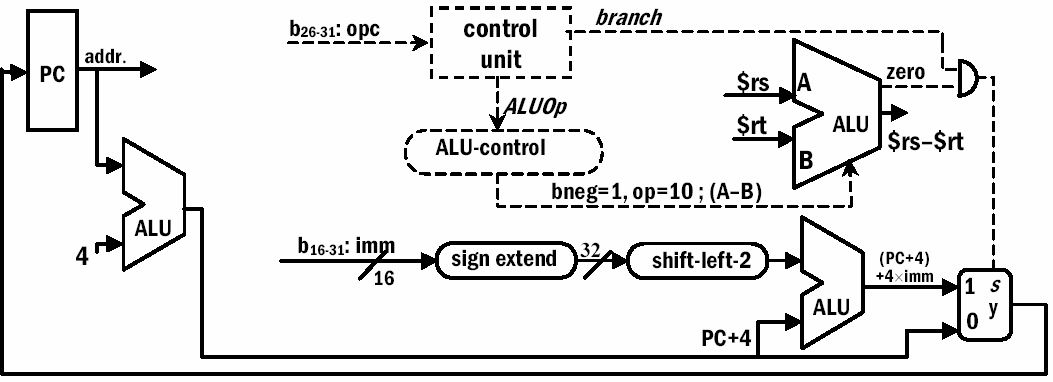 branch
b26-31: opc
control
unit
addr.
PC
zero
$rs
A
ALUOp
$rt
ALU
ALU-control
$rs–$rt
B
bneg=1, op=10 ; (A–B)
ALU
4
b16-31: imm
16
sign extend
32
shift-left-2
(PC+4)
+4×imm
1 s
y
ALU
0
PC+4